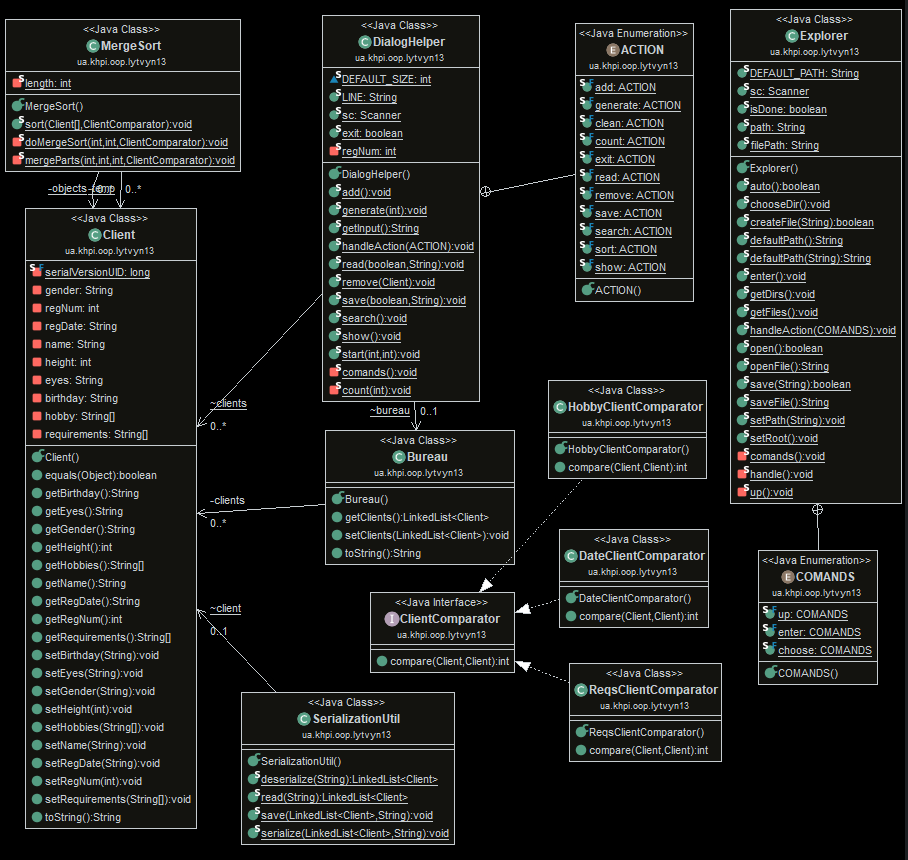 <<Java Class>>
MergeSort
ua.khpi.oop.lytvyn13
length: int
MergeSort()
sort(Client[],ClientComparator):void
doMergeSort(int,int,ClientComparator):void
mergeParts(int,int,int,ClientComparator):void
-objects
0..*
<<Java Class>>
Client
ua.khpi.oop.lytvyn13
serialVersionUID: long
gender: String
regNum: int
regDate: String
name: String
height: int
eyes: String
birthday: String
hobby: String[]
requirements: String[]
Client()
equals(Object):boolean
getBirthday():String
getEyes():String
getGender():String
getHeight():int
getHobbies():String[]
getName():String
getRegDate():String
getRegNum():int
getRequirements():String[]
setBirthday(String):void
setEyes(String):void
setGender(String):void
setHeight(int):void
setHobbies(String[]):void
setName(String):void
setRegDate(String):void
setRegNum(int):void
setRequirements(String[]):void
toString():String
<<Java Class>>
DialogHelper
ua.khpi.oop.lytvyn13
DEFAULT_SIZE: int
LINE: String
sc: Scanner
exit: boolean
regNum: int
DialogHelper()
add():void
generate(int):void
getInput():String
handleAction(ACTION):void
read(boolean,String):void
remove(Client):void
save(boolean,String):void
search():void
show():void
start(int,int):void
comands():void
count(int):void
~clients
0..*
~bureau
0..1
<<Java Class>>
Bureau
ua.khpi.oop.lytvyn13
Bureau()
getClients():LinkedList<Client>
setClients(LinkedList<Client>):void
toString():String
-clients
0..*
~client
0..1
<<Java Class>>
SerializationUtil
ua.khpi.oop.lytvyn13
SerializationUtil()
deserialize(String):LinkedList<Client>
read(String):LinkedList<Client>
save(LinkedList<Client>,String):void
serialize(LinkedList<Client>,String):void
<<Java Interface>>
ClientComparator
ua.khpi.oop.lytvyn13
compare(Client,Client):int
<<Java Enumeration>>
ACTION
ua.khpi.oop.lytvyn13
add: ACTION
generate: ACTION
clean: ACTION
count: ACTION
exit: ACTION
read: ACTION
remove: ACTION
save: ACTION
search: ACTION
sort: ACTION
show: ACTION
ACTION()
<<Java Class>>
HobbyClientComparator
ua.khpi.oop.lytvyn13
HobbyClientComparator()
compare(Client,Client):int
<<Java Class>>
DateClientComparator
ua.khpi.oop.lytvyn13
DateClientComparator()
compare(Client,Client):int
<<Java Class>>
ReqsClientComparator
ua.khpi.oop.lytvyn13
ReqsClientComparator()
compare(Client,Client):int
<<Java Class>>
Explorer
ua.khpi.oop.lytvyn13
DEFAULT_PATH: String
sc: Scanner
isDone: boolean
path: String
filePath: String
Explorer()
auto():boolean
chooseDir():void
createFile(String):boolean
defaultPath():String
defaultPath(String):String
enter():void
getDirs():void
getFiles():void
handleAction(COMANDS):void
open():boolean
openFile():String
save(String):boolean
saveFile():String
setPath(String):void
setRoot():void
comands():void
handle():void
up():void
<<Java Enumeration>>
COMANDS
ua.khpi.oop.lytvyn13
up: COMANDS
enter: COMANDS
choose: COMANDS
COMANDS()